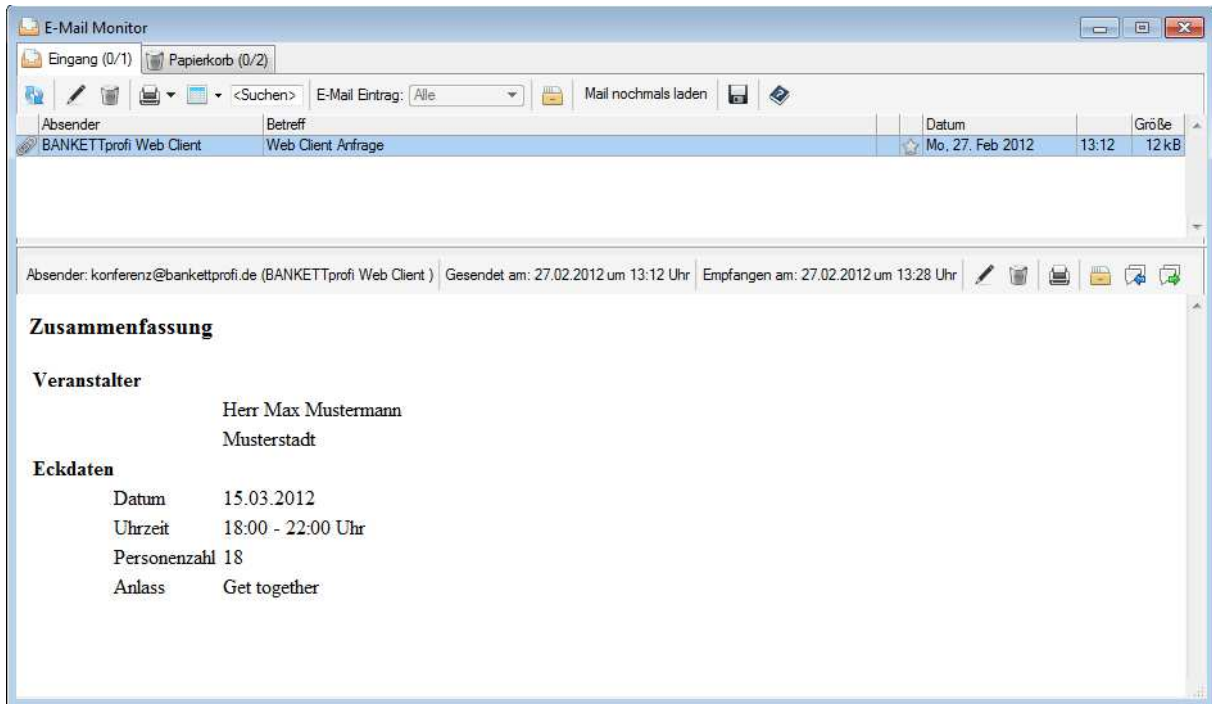 E-Mail Monitor
Eingang (0/1) Papierkorb (0/2)
<Suchen> E-Mail Eintrag: Alle Mail nochmals laden
Absender Betreff Datum Größe
BANKETTprofi Web Client Web Client Anfrage Mo, 27. Feb 2012 13:12 12 kB
Absender: konferenz@bankettprofi.de (BANKETTprofi Web Client ) Gesendet am: 27.02.2012 um 13:12 Uhr Empfangen am: 27.02.2012 um 13:28 Uhr
Zusammenfassung
Veranstalter
Herr Max Mustermann
Musterstadt
Eckdaten
Datum 15.03.2012
Uhrzeit 18:00 - 22:00 Uhr
Personenzahl 18
Anlass Get together